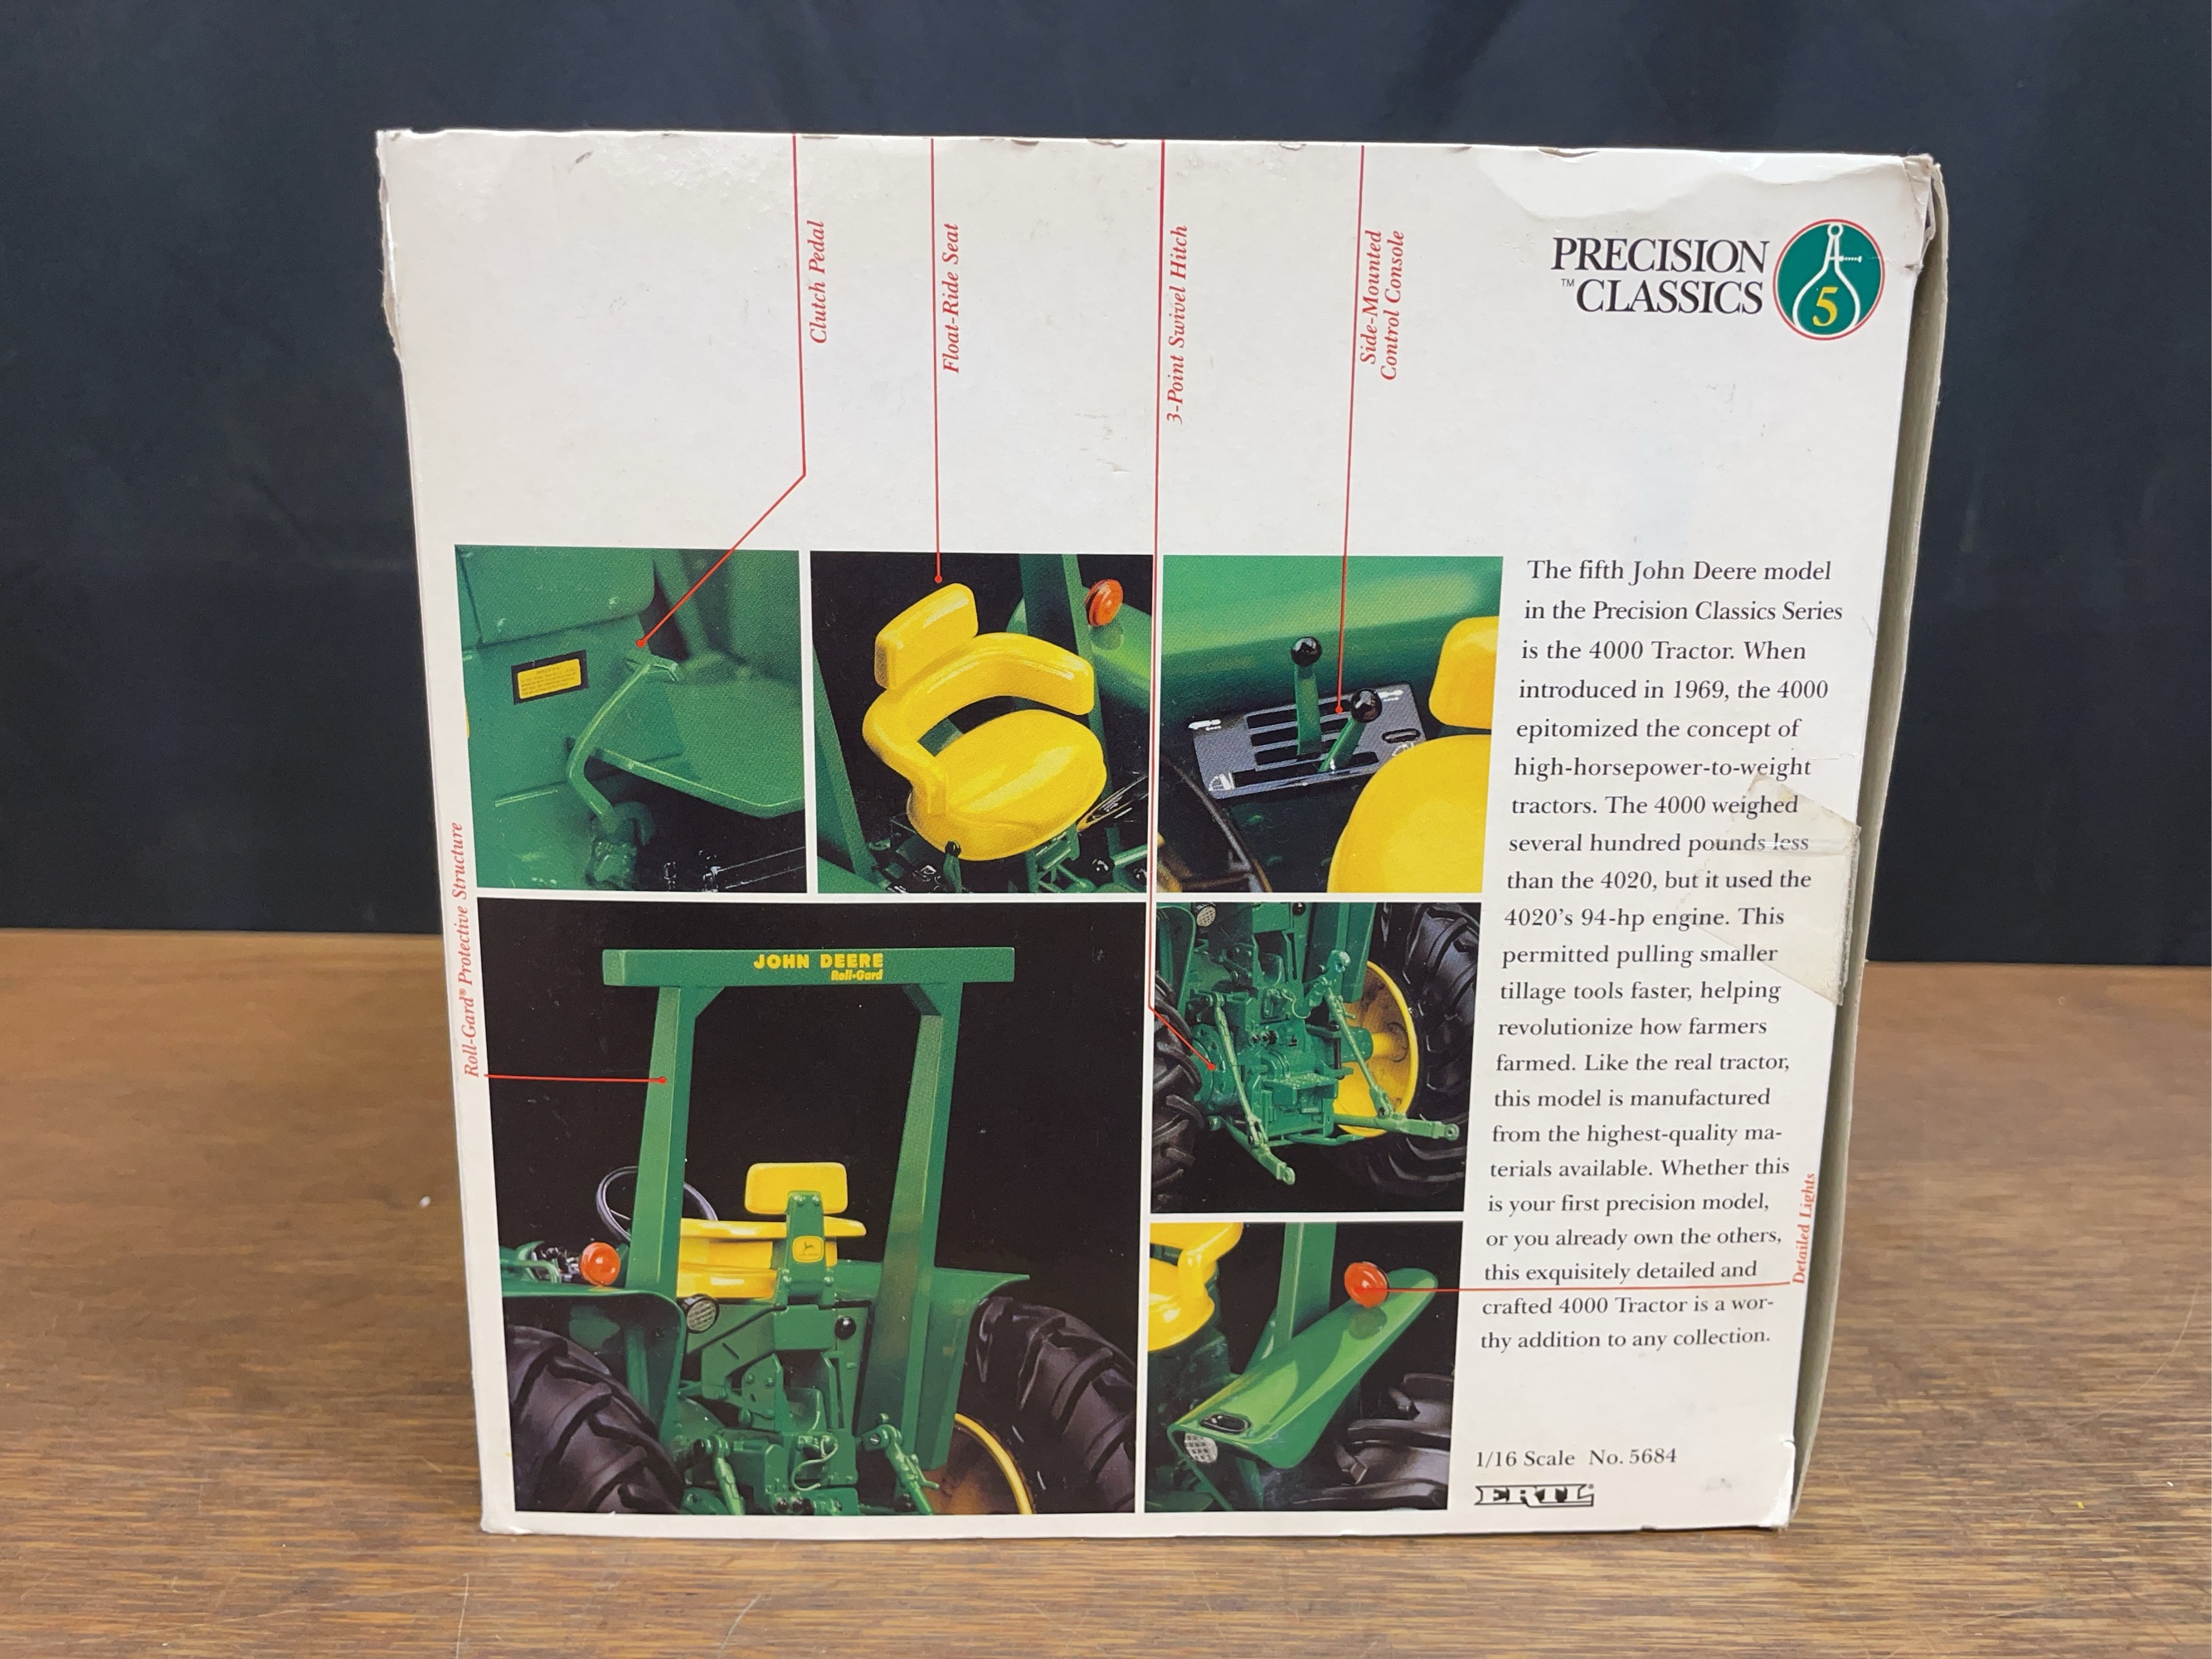 Clutch Pedal
Float-Ride Seat
3-Point Swivel Hitch
Side-Mounted
Control Console
PRECISION
™CLASSICS
5
The fifth John Deere model
in the Precision Classics Series
is the 4000 Tractor. When
introduced in 1969, the 4000
epitomized the concept of
high-horsepower-to-weight
tractors. The 4000 weighed
several hundred pounds less
than the 4020, but it used the
4020's 94-hp engine. This
permitted pulling smaller
tillage tools faster, helping
revolutionize how farmers
farmed. Like the real tractor,
this model is manufactured
from the highest-quality ma-
terials available. Whether this
is your first precision model,
or you already own the others,
this exquisitely detailed and
crafted 4000 Tractor is a wor-
thy addition to any collection.
Roll-Gard® Protective Structure
JOHN DEERE
Roll-Gard
Detailed Lights
1/16 Scale No. 5684
ERTL®